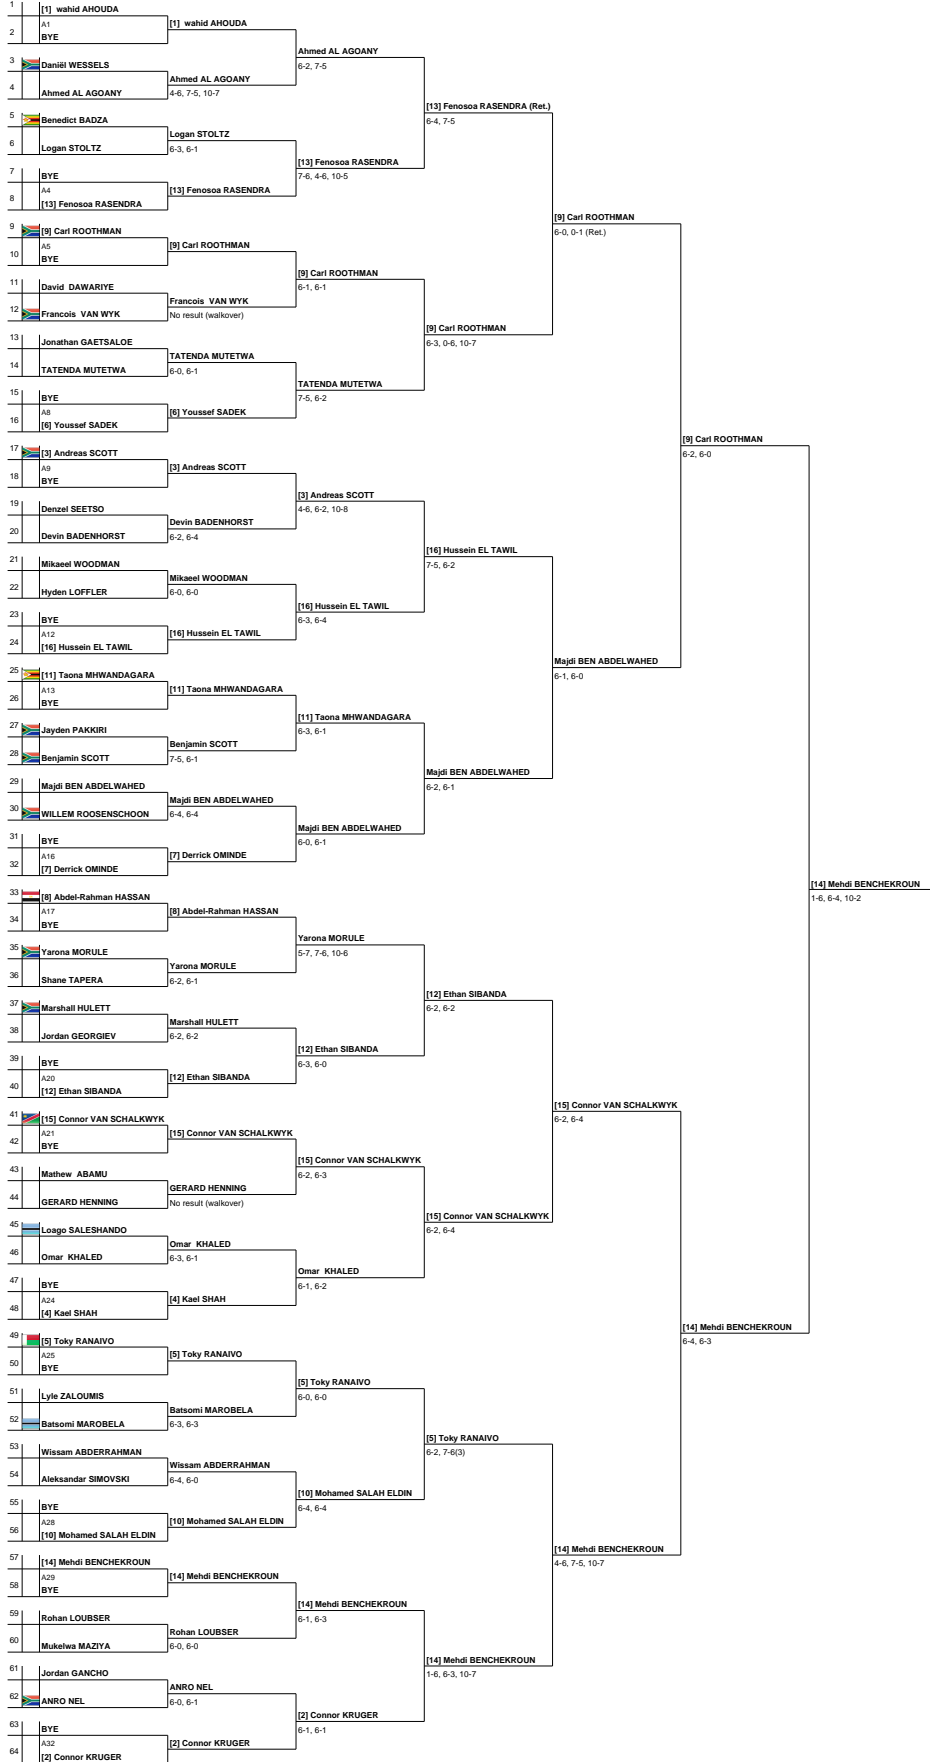 1
[1] wahid AHOUDA
A1
[1] wahid AHOUDA
2
BYE
Ahmed AL AGOANY
3
Daniël WESSELS
6-2, 7-5
Ahmed AL AGOANY
4
Ahmed AL AGOANY
4-6, 7-5, 10-7
[13] Fenosoa RASENDRA (Ret.)
5
Benedict BADZA
6-4, 7-5
Logan STOLTZ
6
Logan STOLTZ
6-3, 6-1
[13] Fenosoa RASENDRA
7
BYE
7-6, 4-6, 10-5
A4
[13] Fenosoa RASENDRA
8
[13] Fenosoa RASENDRA
[9] Carl ROOTHMAN
9
[9] Carl ROOTHMAN
6-0, 0-1 (Ret.)
A5
[9] Carl ROOTHMAN
10
BYE
[9] Carl ROOTHMAN
11
David DAWARIYE
6-1, 6-1
Francois VAN WYK
12
Francois VAN WYK
No result (walkover)
[9] Carl ROOTHMAN
13
Jonathan GAETSALOE
6-3, 0-6, 10-7
TATENDA MUTETWA
14
TATENDA MUTETWA
6-0, 6-1
TATENDA MUTETWA
15
BYE
7-5, 6-2
A8
[6] Youssef SADEK
16
[6] Youssef SADEK
[9] Carl ROOTHMAN
17
[3] Andreas SCOTT
6-2, 6-0
A9
[3] Andreas SCOTT
18
BYE
[3] Andreas SCOTT
19
Denzel SEETSO
4-6, 6-2, 10-8
Devin BADENHORST
20
Devin BADENHORST
6-2, 6-4
[16] Hussein EL TAWIL
21
Mikaeel WOODMAN
7-5, 6-2
Mikaeel WOODMAN
22
Hyden LOFFLER
6-0, 6-0
[16] Hussein EL TAWIL
23
BYE
6-3, 6-4
A12
[16] Hussein EL TAWIL
24
[16] Hussein EL TAWIL
Majdi BEN ABDELWAHED
25
[11] Taona MHWANDAGARA
6-1, 6-0
A13
[11] Taona MHWANDAGARA
26
BYE
[11] Taona MHWANDAGARA
27
Jayden PAKKIRI
6-3, 6-1
Benjamin SCOTT
28
Benjamin SCOTT
7-5, 6-1
Majdi BEN ABDELWAHED
29
Majdi BEN ABDELWAHED
6-2, 6-1
Majdi BEN ABDELWAHED
30
WILLEM ROOSENSCHOON
6-4, 6-4
Majdi BEN ABDELWAHED
31
BYE
6-0, 6-1
A16
[7] Derrick OMINDE
32
[7] Derrick OMINDE
[14] Mehdi BENCHEKROUN
33
[8] Abdel-Rahman HASSAN
1-6, 6-4, 10-2
A17
[8] Abdel-Rahman HASSAN
34
BYE
Yarona MORULE
35
Yarona MORULE
5-7, 7-6, 10-6
Yarona MORULE
36
Shane TAPERA
6-2, 6-1
[12] Ethan SIBANDA
37
Marshall HULETT
6-2, 6-2
Marshall HULETT
38
Jordan GEORGIEV
6-2, 6-2
[12] Ethan SIBANDA
39
BYE
6-3, 6-0
A20
[12] Ethan SIBANDA
40
[12] Ethan SIBANDA
[15] Connor VAN SCHALKWYK
41
[15] Connor VAN SCHALKWYK
6-2, 6-4
A21
[15] Connor VAN SCHALKWYK
42
BYE
[15] Connor VAN SCHALKWYK
43
Mathew ABAMU
6-2, 6-3
GERARD HENNING
44
GERARD HENNING
No result (walkover)
[15] Connor VAN SCHALKWYK
45
Loago SALESHANDO
6-2, 6-4
Omar KHALED
46
Omar KHALED
6-3, 6-1
Omar KHALED
47
BYE
6-1, 6-2
A24
[4] Kael SHAH
48
[4] Kael SHAH
[14] Mehdi BENCHEKROUN
49
[5] Toky RANAIVO
6-4, 6-3
A25
[5] Toky RANAIVO
50
BYE
[5] Toky RANAIVO
51
Lyle ZALOUMIS
6-0, 6-0
Batsomi MAROBELA
52
Batsomi MAROBELA
6-3, 6-3
[5] Toky RANAIVO
53
Wissam ABDERRAHMAN
6-2, 7-6(3)
Wissam ABDERRAHMAN
54
Aleksandar SIMOVSKI
6-4, 6-0
[10] Mohamed SALAH ELDIN
55
BYE
6-4, 6-4
A28
[10] Mohamed SALAH ELDIN
56
[10] Mohamed SALAH ELDIN
[14] Mehdi BENCHEKROUN
57
[14] Mehdi BENCHEKROUN
4-6, 7-5, 10-7
A29
[14] Mehdi BENCHEKROUN
58
BYE
[14] Mehdi BENCHEKROUN
59
Rohan LOUBSER
6-1, 6-3
Rohan LOUBSER
60
Mukelwa MAZIYA
6-0, 6-0
[14] Mehdi BENCHEKROUN
61
Jordan GANCHO
1-6, 6-3, 10-7
ANRO NEL
62
ANRO NEL
6-0, 6-1
[2] Connor KRUGER
63
BYE
6-1, 6-1
A32
[2] Connor KRUGER
64
[2] Connor KRUGER